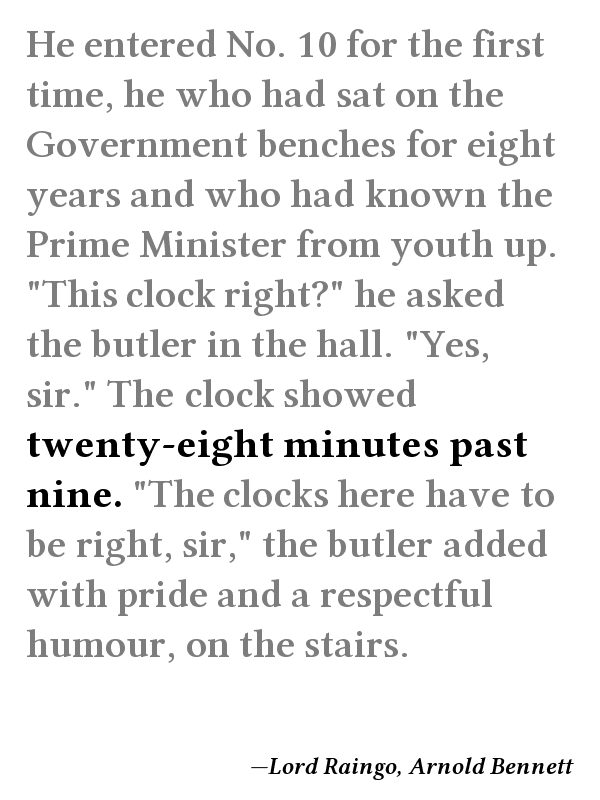 He entered No. 10 for the first
time, he who had sat on the
Government benches for eight
years and who had known the
Prime Minister from youth up.
"This clock right?" he asked
the butler in the hall. "Yes,
sir." The clock showed
twenty-eight minutes past
nine. "The clocks here have to
be right, sir," the butler added
with pride and a respectful
humour, on the stairs.
—Lord Raingo, Arnold Bennett